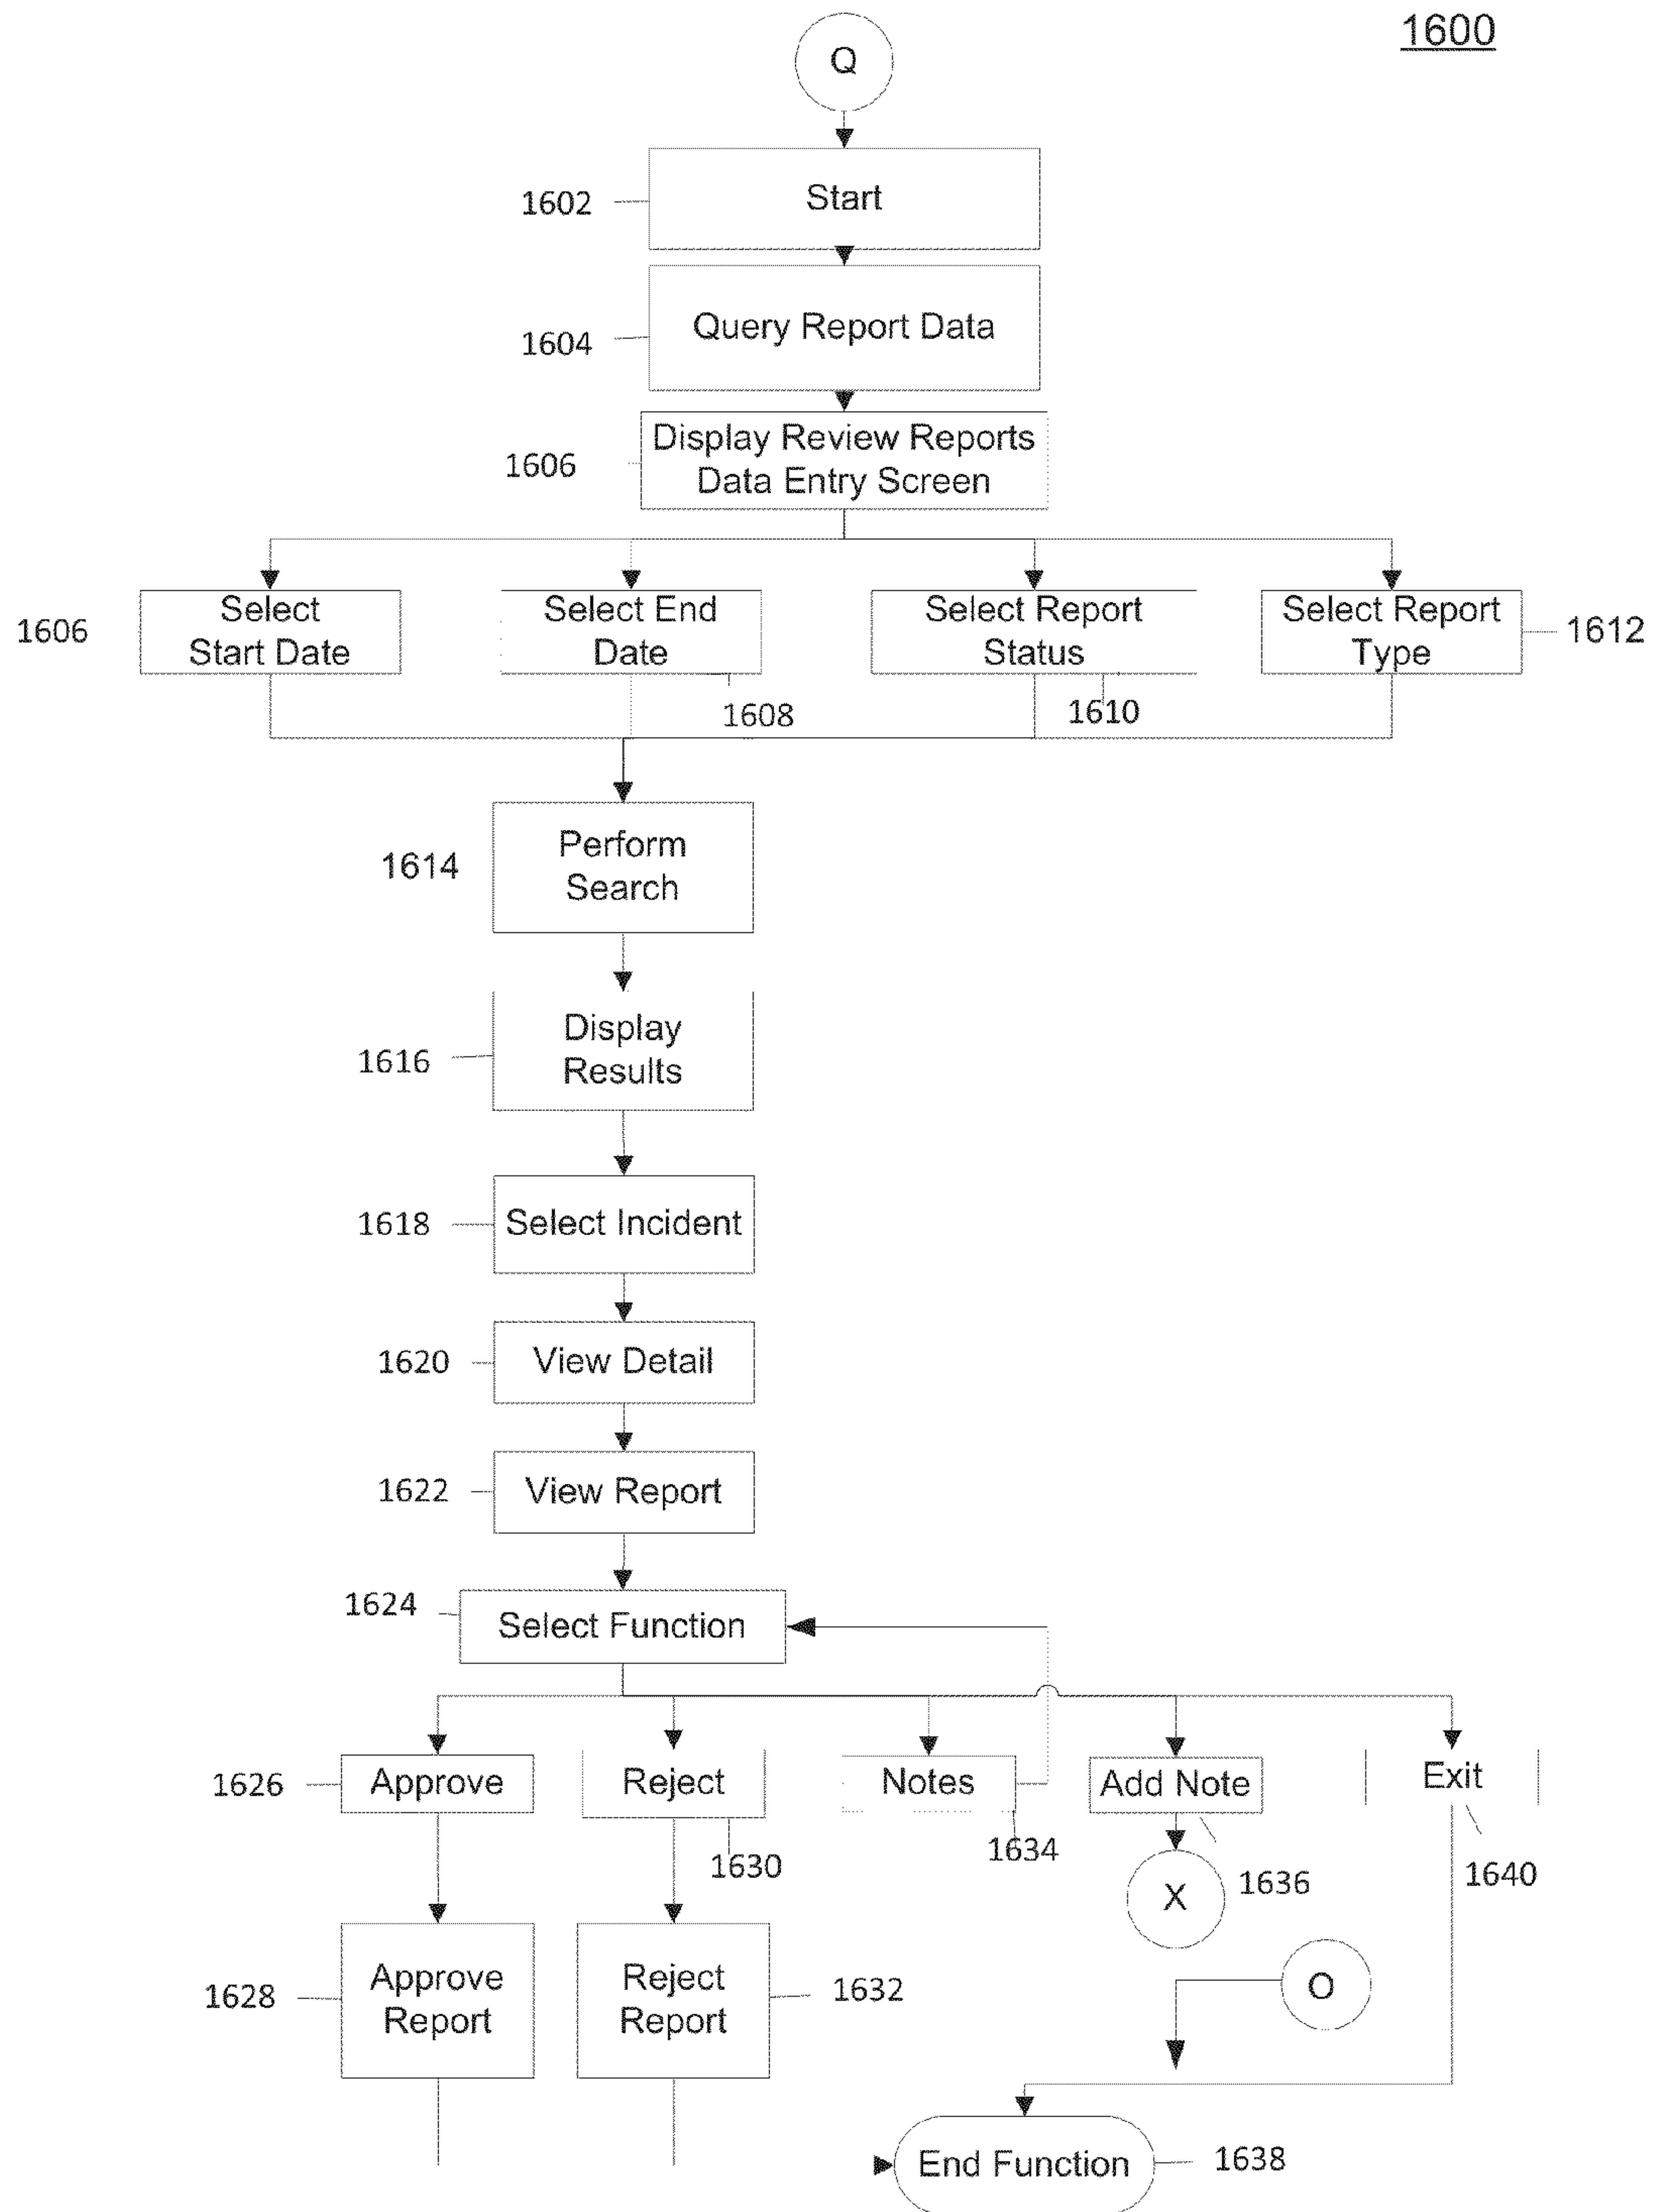 1600
Q
1602
Start
1604
Query Report Data
1606
Display Review Reports
Data Entry Screen
1606
Select
Start Date
Select End
Date
Select Report
Status
Select Report
Type
1612
1608
1610
1614
Perform
Search
1616
Display
Results
1618
Select Incident
1620
View Detail
1622
View Report
1624
Select Function
1626
Approve
Reject
Notes
Add Note
Exit
1630
1634
1636
1640
X
1628
Approve
Report
Reject
Report
1632
O
End Function
1638